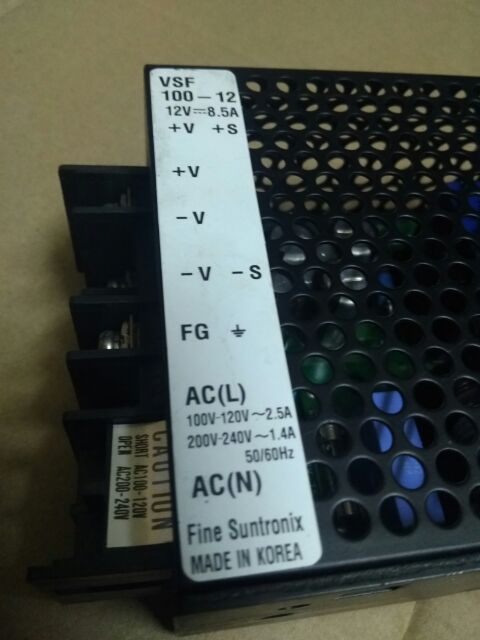 VSF
100-12
12V⎓8.5A
+V +S
+V
-V
-V -S
FG ⏚
AC(L)
100V-120V~2.5A
200V-240V~1.4A
50/60Hz
AC(N)
Fine Suntronix
MADE IN KOREA
CAUTION
SHORT AC100-120V
OPEN AC200-240V